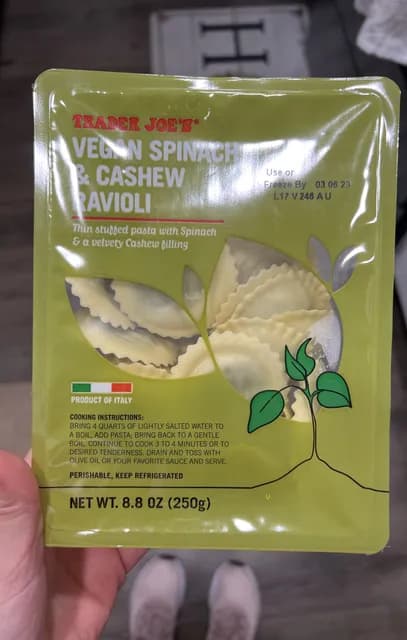 TRADER JOE'S®
VEGAN SPINACH
& CASHEW
RAVIOLI
Thin stuffed pasta with Spinach
& a velvety Cashew filling
Use or
Freeze By 03 06 23
L17 V 246 A U
PRODUCT OF ITALY
COOKING INSTRUCTIONS:
BRING 4 QUARTS OF LIGHTLY SALTED WATER TO
A BOIL. ADD PASTA; BRING BACK TO A GENTLE
BOIL. CONTINUE TO COOK 3 TO 4 MINUTES OR TO
DESIRED TENDERNESS. DRAIN AND TOSS WITH
OLIVE OIL OR YOUR FAVORITE SAUCE AND SERVE.
PERISHABLE, KEEP REFRIGERATED
NET WT. 8.8 OZ (250g)
H